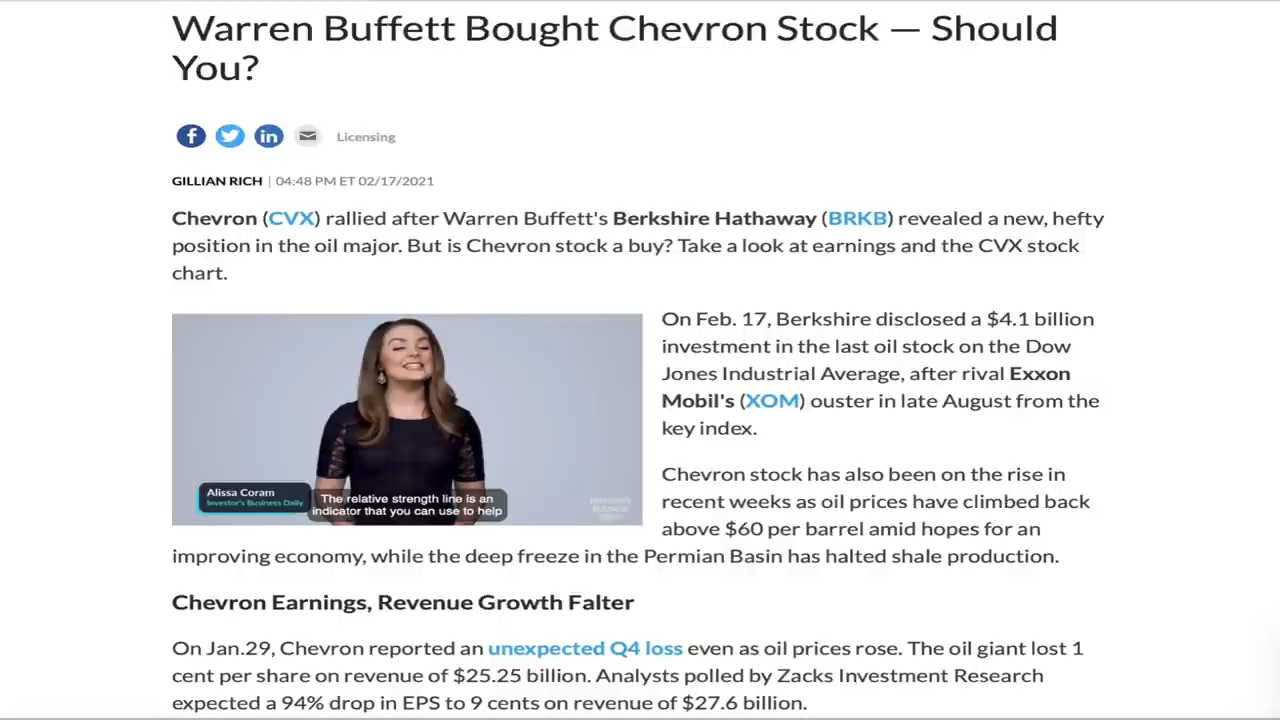 Warren Buffett Bought Chevron Stock — Should
You?
f
in
Licensing
GILLIAN RICH | 04:48 PM ET 02/17/2021
Chevron (CVX) rallied after Warren Buffett's Berkshire Hathaway (BRKB) revealed a new, hefty
position in the oil major. But is Chevron stock a buy? Take a look at earnings and the CVX stock
chart.
Alissa Coram
Investor's Business Daily
The relative strength line is an
indicator that you can use to help
INVESTOR'S
BUSINESS
DAILY
On Feb. 17, Berkshire disclosed a $4.1 billion
investment in the last oil stock on the Dow
Jones Industrial Average, after rival Exxon
Mobil's (XOM) ouster in late August from the
key index.
Chevron stock has also been on the rise in
recent weeks as oil prices have climbed back
above $60 per barrel amid hopes for an
improving economy, while the deep freeze in the Permian Basin has halted shale production.
Chevron Earnings, Revenue Growth Falter
On Jan.29, Chevron reported an unexpected Q4 loss even as oil prices rose. The oil giant lost 1
cent per share on revenue of $25.25 billion. Analysts polled by Zacks Investment Research
expected a 94% drop in EPS to 9 cents on revenue of $27.6 billion.